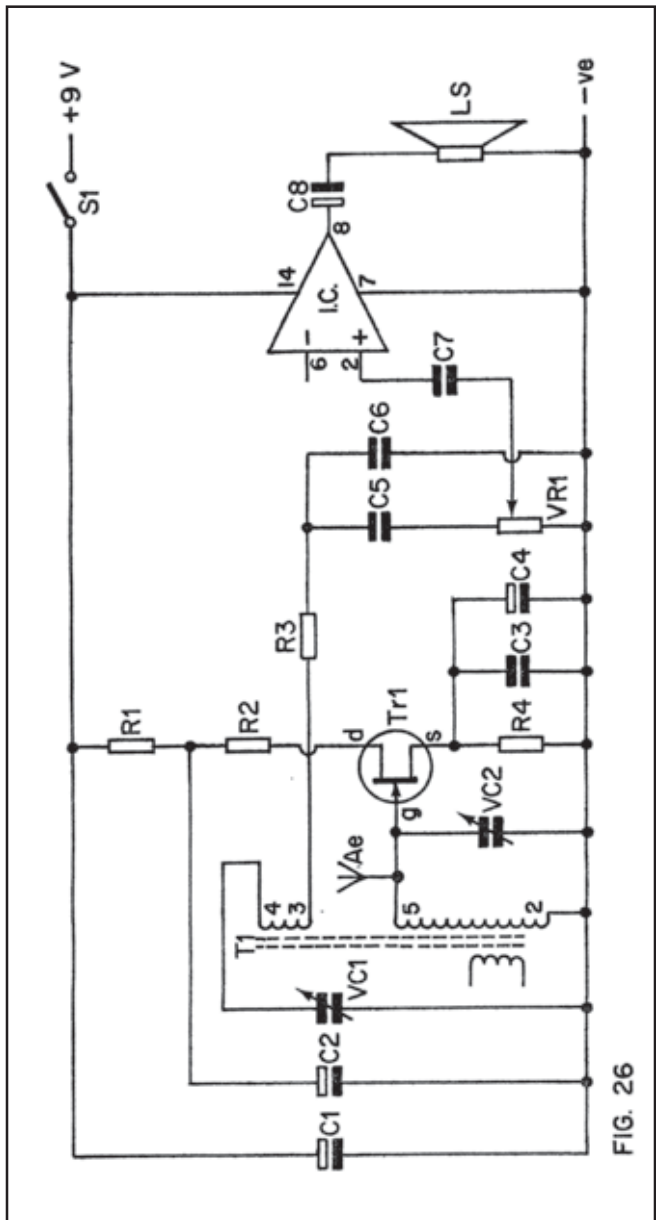 +9 V
S1
R1
C8
R2
14
8
I.C.
7
LS
−
6
+
2
4
T1
3
R3
d
Tr1
s
g
Ae
5
2
C7
C5
C6
VR1
C1
C2
VC1
VC2
R4
C3
C4
−ve
FIG. 26